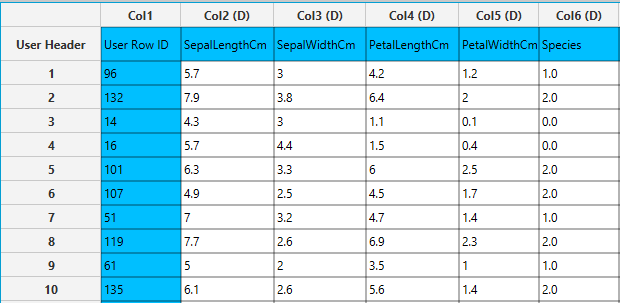 Col1 Col2 (D) Col3 (D) Col4 (D) Col5 (D) Col6 (D)
User Header User Row ID SepalLengthCm SepalWidthCm PetalLengthCm PetalWidthCm Species
1 96 5.7 3 4.2 1.2 1.0
2 132 7.9 3.8 6.4 2 2.0
3 14 4.3 3 1.1 0.1 0.0
4 16 5.7 4.4 1.5 0.4 0.0
5 101 6.3 3.3 6 2.5 2.0
6 107 4.9 2.5 4.5 1.7 2.0
7 51 7 3.2 4.7 1.4 1.0
8 119 7.7 2.6 6.9 2.3 2.0
9 61 5 2 3.5 1 1.0
10 135 6.1 2.6 5.6 1.4 2.0